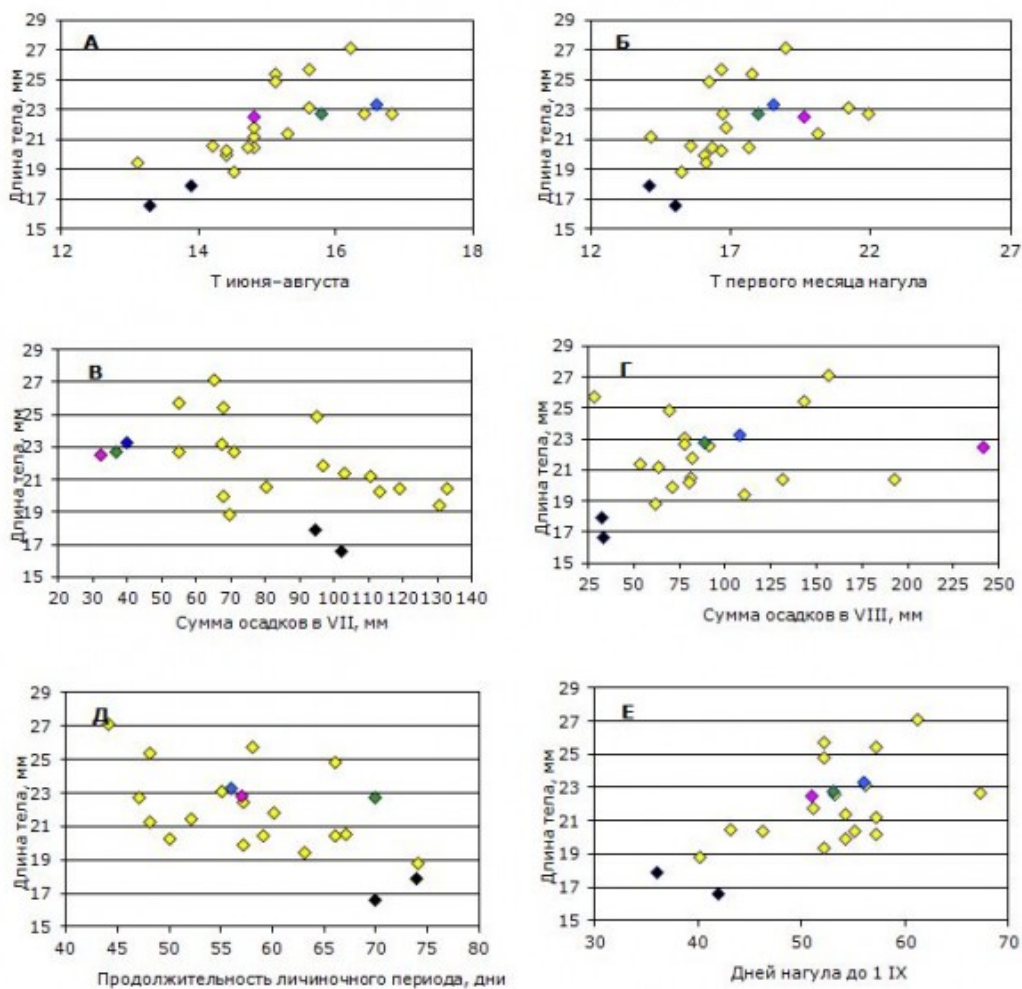 А
Длина тела, мм
29
27
25
23
21
19
17
15
12 14 16 18
Т июня–августа
Б
Длина тела, мм
29
27
25
23
21
19
17
15
12 17 22 27
Т первого месяца нагула
В
Длина тела, мм
29
27
25
23
21
19
17
15
20 30 40 50 60 70 80 90 100 110 120 130 140
Сумма осадков в VII, мм
Г
Длина тела, мм
29
27
25
23
21
19
17
15
25 50 75 100 125 150 175 200 225 250
Сумма осадков в VIII, мм
Д
Длина тела, мм
29
27
25
23
21
19
17
15
40 45 50 55 60 65 70 75 80
Продолжительность личиночного периода, дни
Е
Длина тела, мм
29
27
25
23
21
19
17
15
30 40 50 60 70
Дней нагула до 1 IX